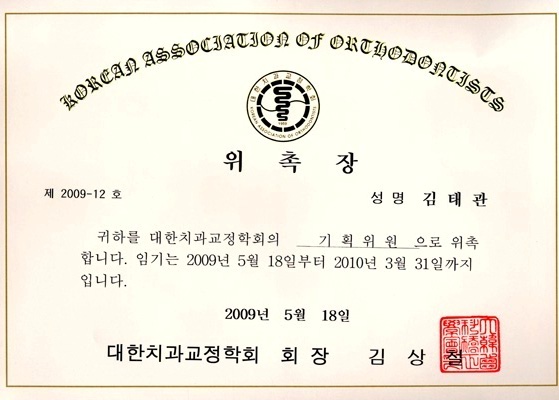 KOREAN ASSOCIATION OF ORTHODONTISTS
위 촉 장
제 2009-12 호
성 명 김 태 관
귀하를 대한치과교정학회의 기 획 위 원 으로 위촉
합니다. 임기는 2009년 5월 18일부터 2010년 3월 31일까지
입니다.
2009년 5월 18일
대한치과교정학회 회 장 김 상 철